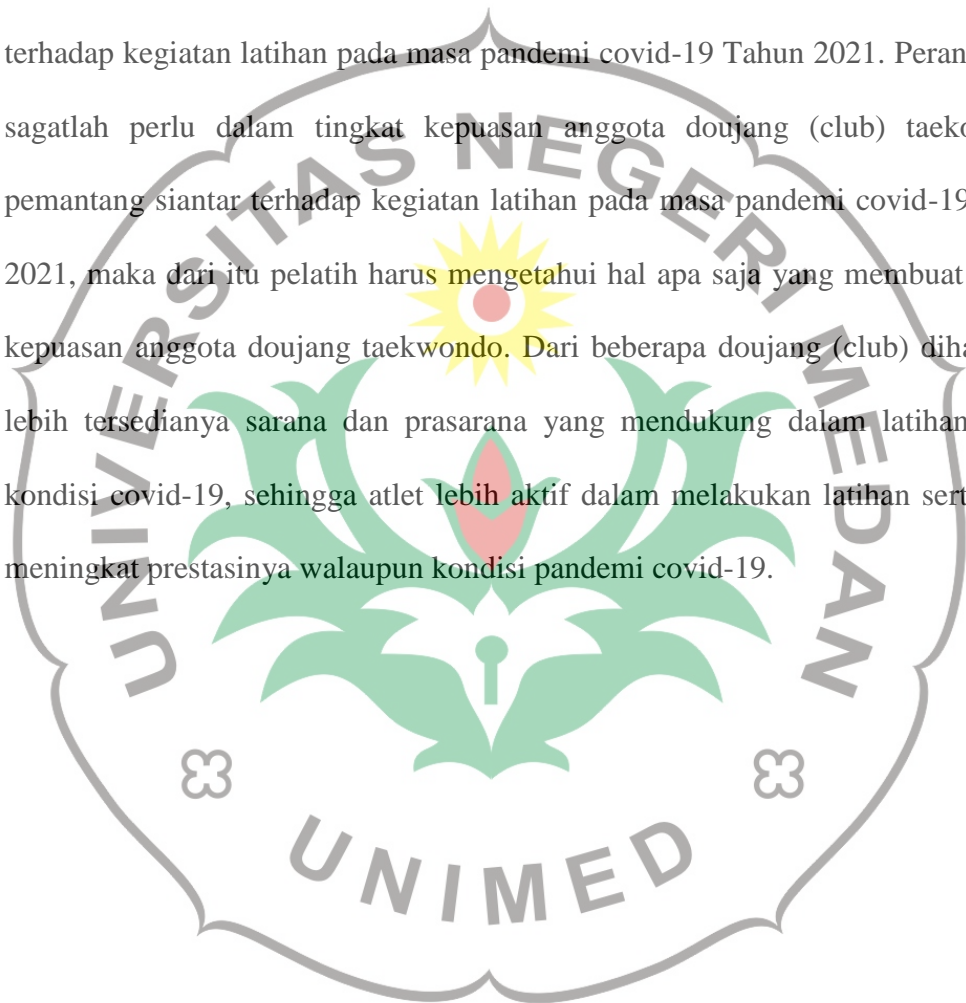 terhadap kegiatan latihan pada masa pandemi covid-19 Tahun 2021. Peran
sagatlah perlu dalam tingkat kepuasan anggota doujang (club) taeko
pemantang siantar terhadap kegiatan latihan pada masa pandemi covid-19
2021, maka dari itu pelatih harus mengetahui hal apa saja yang membuat
kepuasan anggota doujang taekwondo. Dari beberapa doujang (club) diha
lebih tersedianya sarana dan prasarana yang mendukung dalam latihan
kondisi covid-19, sehingga atlet lebih aktif dalam melakukan latihan sert
meningkat prestasinya walaupun kondisi pandemi covid-19.
UNIVERSITAS NEGERI MEDAN
UNIMED